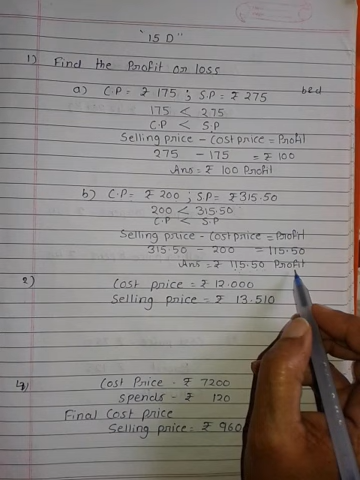 "15 D"
1) Find the Profit or loss
a) C.P = ₹ 175 ; S.P = ₹ 275 bed
175 < 275
C.P < S.P
Selling price - Cost price = Profit
275 - 175 = ₹ 100
Ans = ₹ 100 Profit
b) C.P = ₹ 200 ; S.P = ₹ 315.50
200 < 315.50
C.P < S.P
Selling price - Cost price = Profit
315.50 - 200 = 115.50
Ans = ₹ 115.50 Profit
2) Cost price = ₹ 12.000
Selling price = ₹ 13.510
Cost Price - ₹ 7200
spends - ₹ 120
Final Cost price
Selling price = ₹ 960